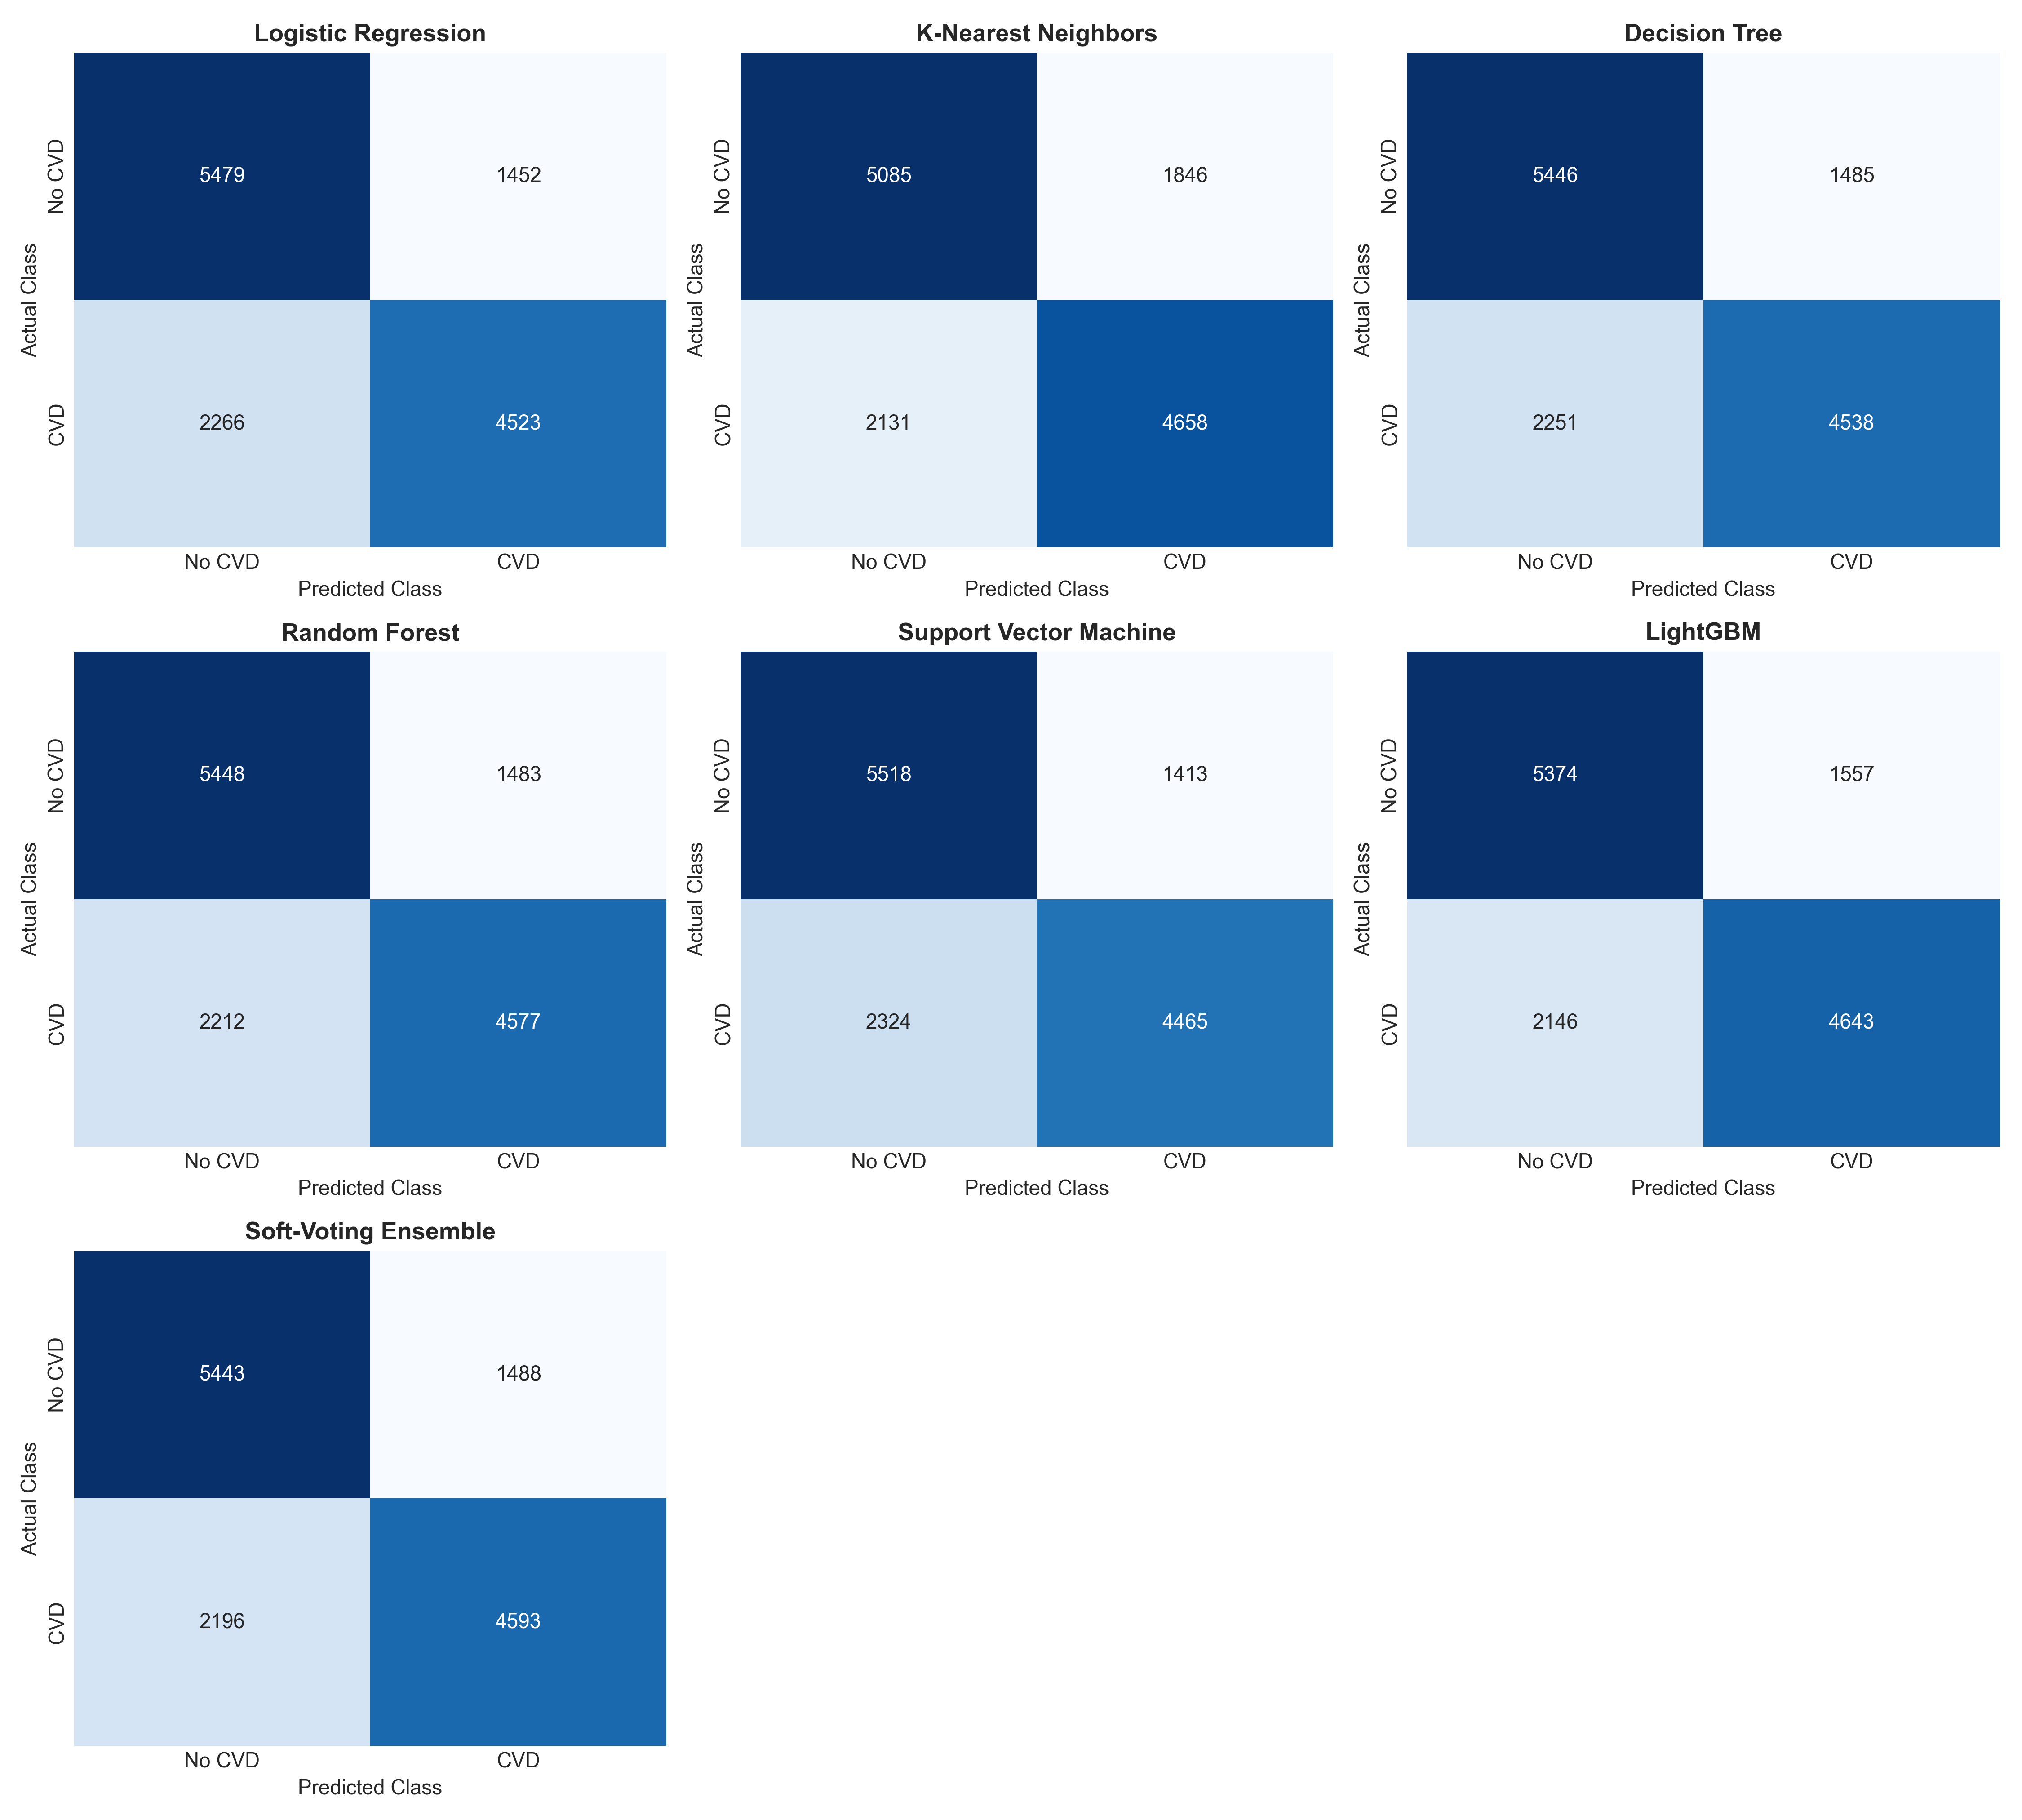 Logistic Regression
No CVD
5479
1452
Actual Class
CVD
2266
4523
No CVD
CVD
Predicted Class
K-Nearest Neighbors
No CVD
5085
1846
Actual Class
CVD
2131
4658
No CVD
CVD
Predicted Class
Decision Tree
No CVD
5446
1485
Actual Class
CVD
2251
4538
No CVD
CVD
Predicted Class
Random Forest
No CVD
5448
1483
Actual Class
CVD
2212
4577
No CVD
CVD
Predicted Class
Support Vector Machine
No CVD
5518
1413
Actual Class
CVD
2324
4465
No CVD
CVD
Predicted Class
LightGBM
No CVD
5374
1557
Actual Class
CVD
2146
4643
No CVD
CVD
Predicted Class
Soft-Voting Ensemble
No CVD
5443
1488
Actual Class
CVD
2196
4593
No CVD
CVD
Predicted Class